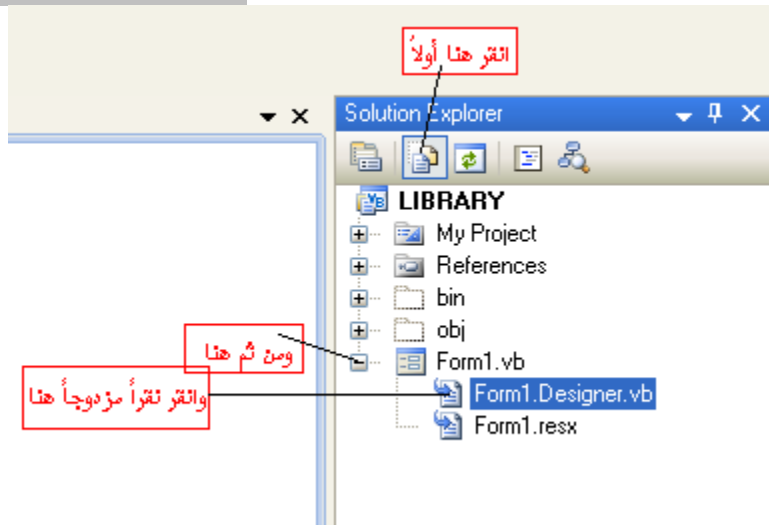 انقر هنا أولاً
Solution Explorer
LIBRARY
My Project
References
bin
obj
ومن ثم هنا
Form1.vb
وانقر نقراً مزدوجاً هنا
Form1.Designer.vb
Form1.resx